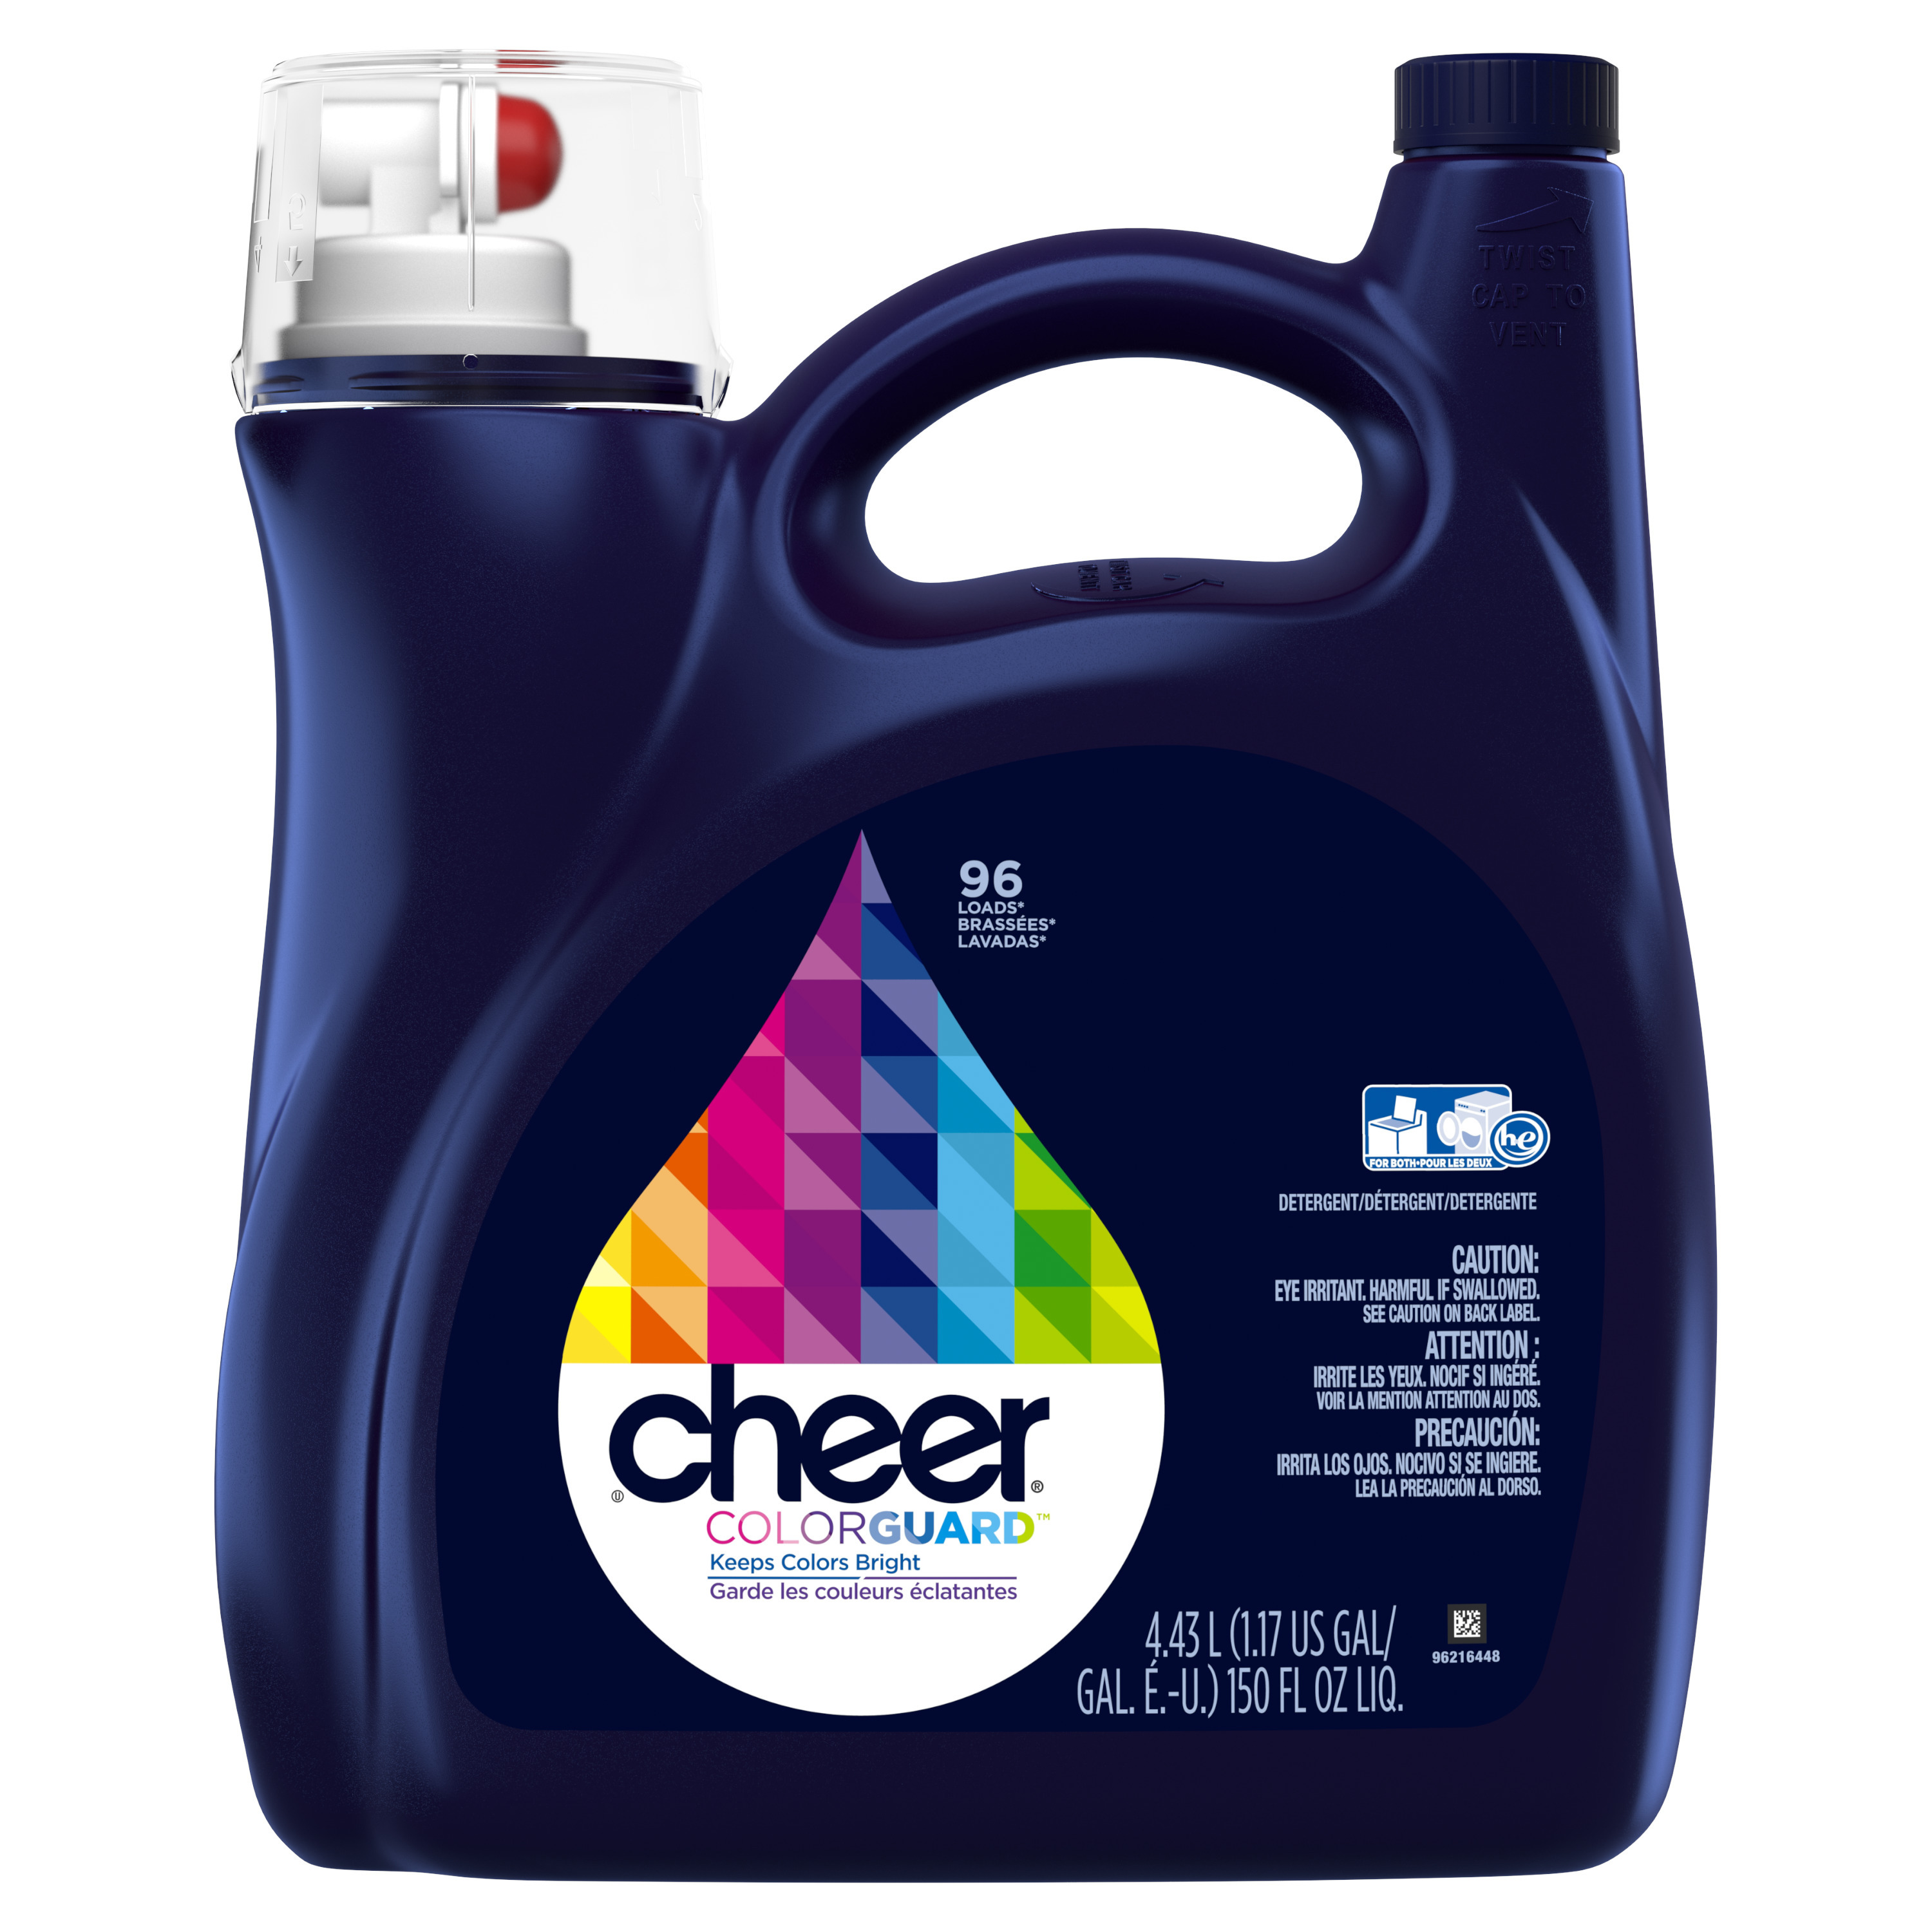 2
TWIST
CAP TO
VENT
96
LOADS*
BRASSÉES*
LAVADAS*
he
FOR BOTH•POUR LES DEUX
DETERGENT/DÉTERGENT/DETERGENTE
CAUTION:
EYE IRRITANT. HARMFUL IF SWALLOWED.
SEE CAUTION ON BACK LABEL.
ATTENTION :
IRRITE LES YEUX. NOCIF SI INGÉRÉ.
VOIR LA MENTION ATTENTION AU DOS.
PRECAUCIÓN:
IRRITA LOS OJOS. NOCIVO SI SE INGIERE.
LEA LA PRECAUCIÓN AL DORSO.
cheer®
U
COLORGUARD™
Keeps Colors Bright
Garde les couleurs éclatantes
4.43 L (1.17 US GAL/
GAL. É.-U.) 150 FL OZ LIQ.
96216448